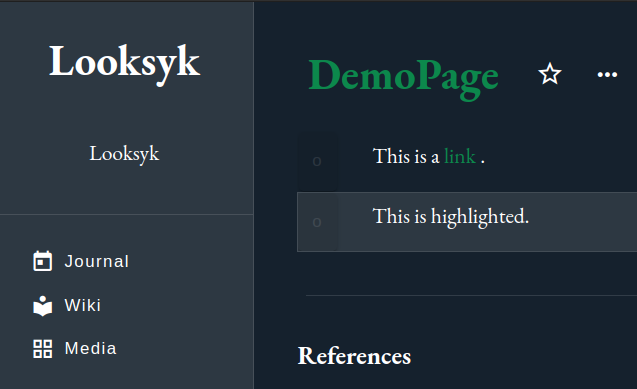 Looksyk
Looksyk
Journal
Wiki
Media
DemoPage
o This is a link .
o This is highlighted.
References